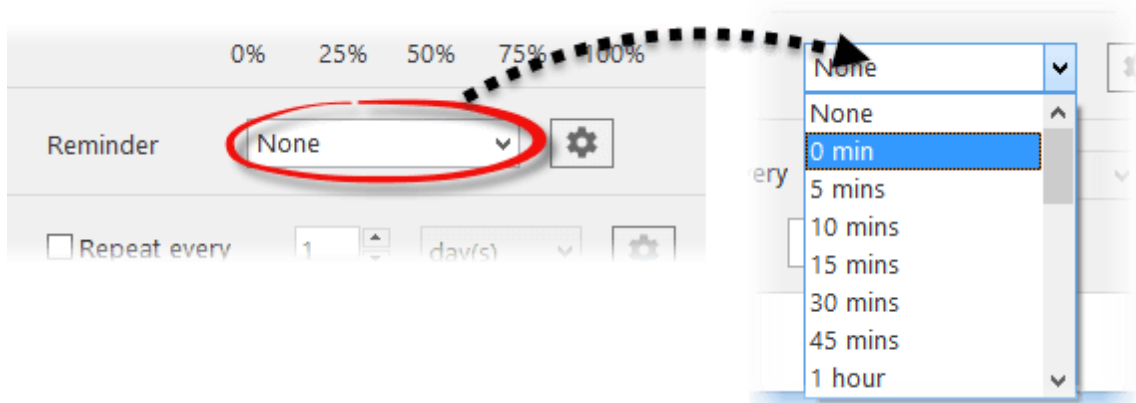 0% 25% 50% 75% 100%
Reminder None
Repeat every 1 day(s)
None
None
0 min
ery
5 mins
10 mins
15 mins
30 mins
45 mins
1 hour